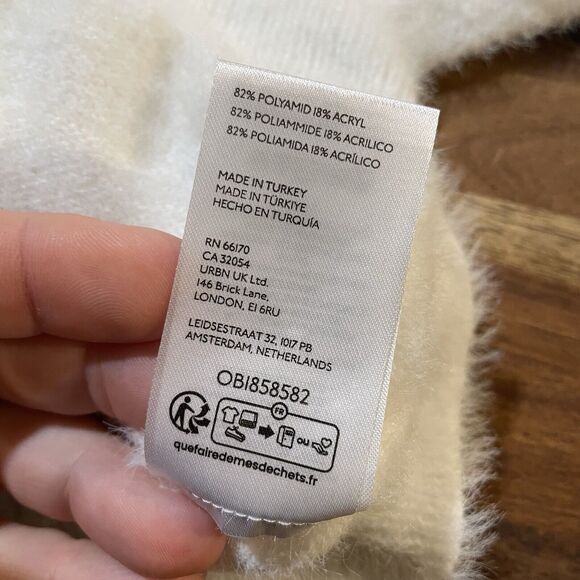 82% POLYAMID 18% ACRYL
82% POLIAMMIDE 18% ACRILICO
82% POLIAMIDA 18% ACRÍLICO
MADE IN TURKEY
MADE IN TÜRKIYE
HECHO EN TURQUÍA
RN 66170
CA 32054
URBN UK Ltd.
146 Brick Lane,
LONDON, E1 6RU
LEIDSESTRAAT 32, 1017 PB
AMSTERDAM, NETHERLANDS
OB1858582
FR
OU
quefairedemesdechets.fr